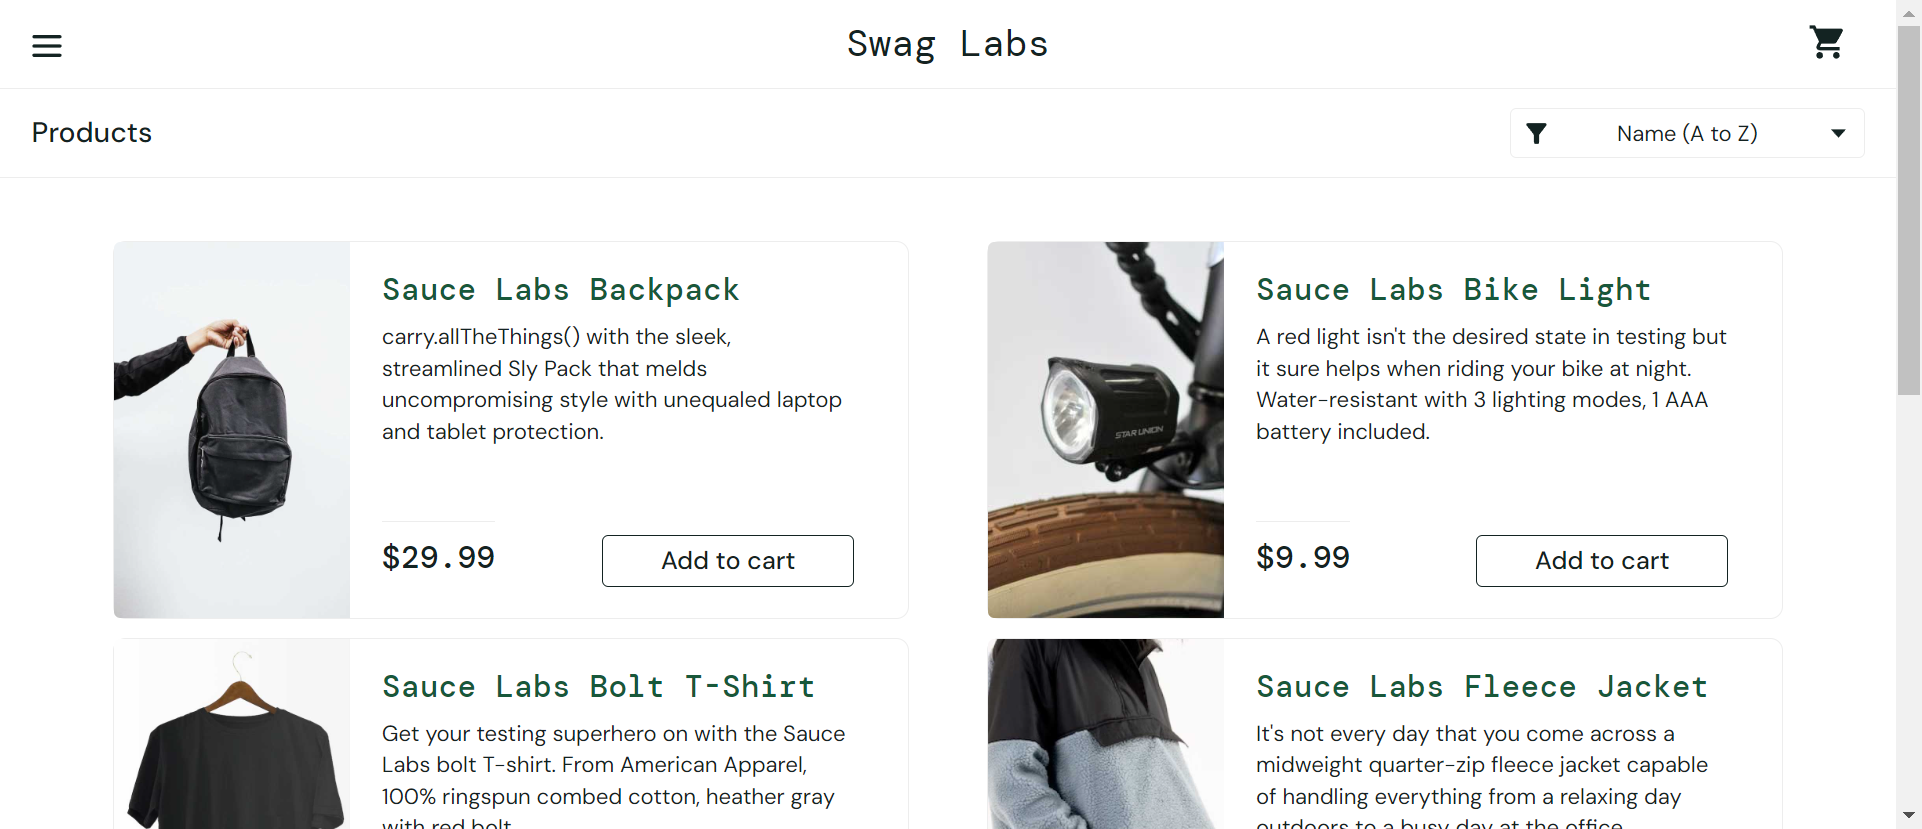 Swag Labs
Products
Name (A to Z)
Sauce Labs Backpack
carry.allTheThings() with the sleek,
streamlined Sly Pack that melds
uncompromising style with unequaled laptop
and tablet protection.
$29.99
Add to cart
Sauce Labs Bike Light
A red light isn't the desired state in testing but
it sure helps when riding your bike at night.
Water-resistant with 3 lighting modes, 1 AAA
battery included.
STAR UNION
$9.99
Add to cart
Sauce Labs Bolt T-Shirt
Get your testing superhero on with the Sauce
Labs bolt T-shirt. From American Apparel,
100% ringspun combed cotton, heather gray
with red bolt.
Sauce Labs Fleece Jacket
It's not every day that you come across a
midweight quarter-zip fleece jacket capable
of handling everything from a relaxing day
outdoors to a busy day at the office.